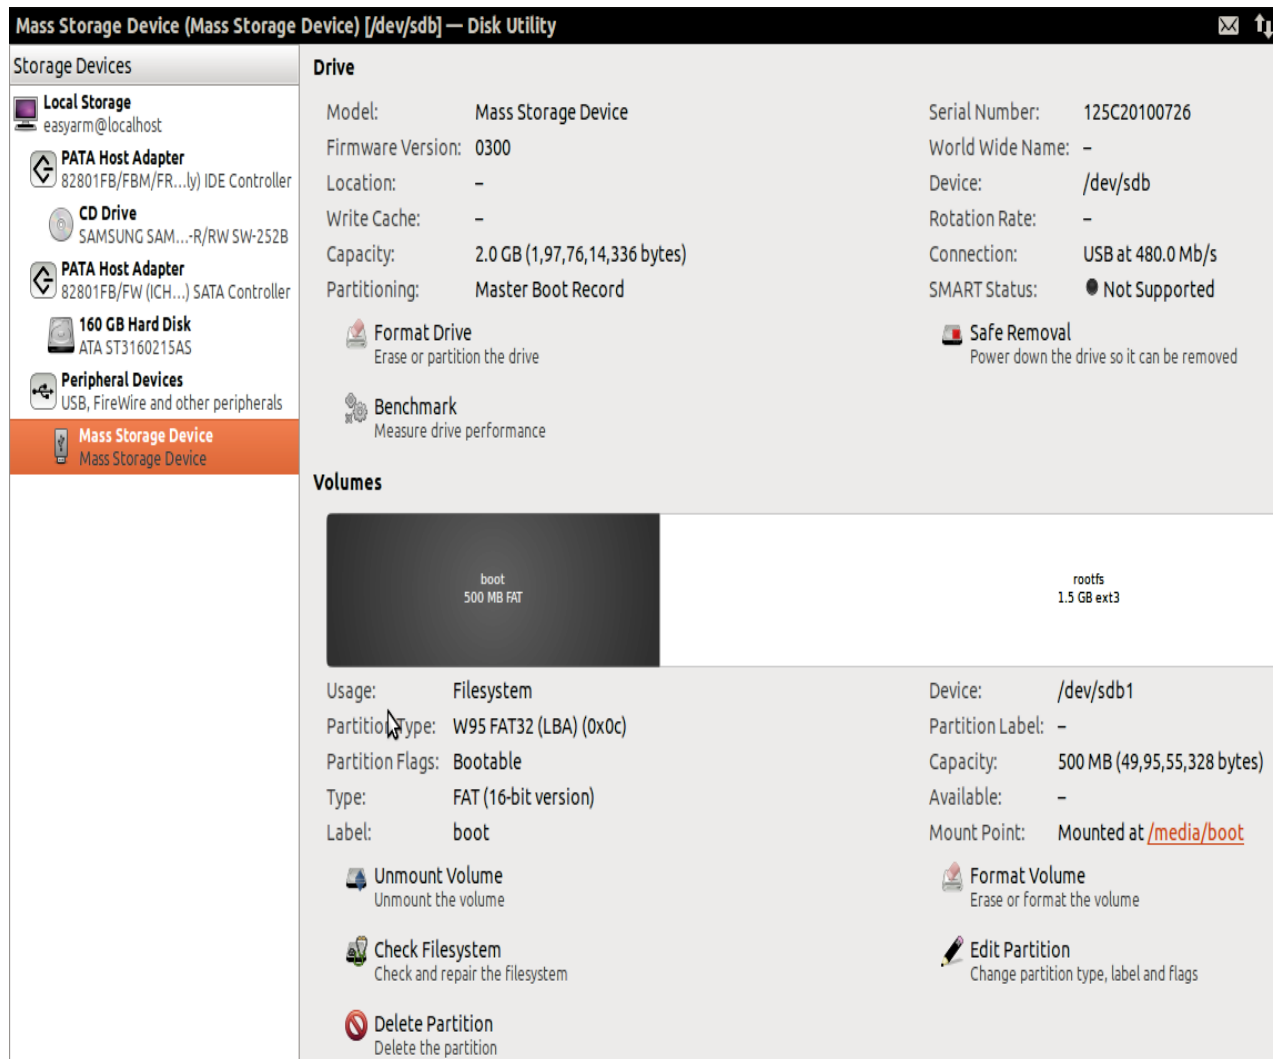 Mass Storage Device (Mass Storage Device) [/dev/sdb] — Disk Utility
Storage Devices
Local Storage
easyarm@localhost
PATA Host Adapter
82801FB/FBM/FR...ly) IDE Controller
CD Drive
SAMSUNG SAM...-R/RW SW-252B
PATA Host Adapter
82801FB/FW (ICH...) SATA Controller
160 GB Hard Disk
ATA ST3160215AS
Peripheral Devices
USB, FireWire and other peripherals
Mass Storage Device
Mass Storage Device
Drive
Model: Mass Storage Device Serial Number: 125C20100726
Firmware Version: 0300 World Wide Name: –
Location: – Device: /dev/sdb
Write Cache: – Rotation Rate: –
Capacity: 2.0 GB (1,97,76,14,336 bytes) Connection: USB at 480.0 Mb/s
Partitioning: Master Boot Record SMART Status: Not Supported
Format Drive
Erase or partition the drive
Safe Removal
Power down the drive so it can be removed
Benchmark
Measure drive performance
Volumes
boot
500 MB FAT
rootfs
1.5 GB ext3
Usage: Filesystem Device: /dev/sdb1
Partition Type: W95 FAT32 (LBA) (0x0c) Partition Label: –
Partition Flags: Bootable Capacity: 500 MB (49,95,55,328 bytes)
Type: FAT (16-bit version) Available: –
Label: boot Mount Point: Mounted at /media/boot
Unmount Volume
Unmount the volume
Format Volume
Erase or format the volume
Check Filesystem
Check and repair the filesystem
Edit Partition
Change partition type, label and flags
Delete Partition
Delete the partition